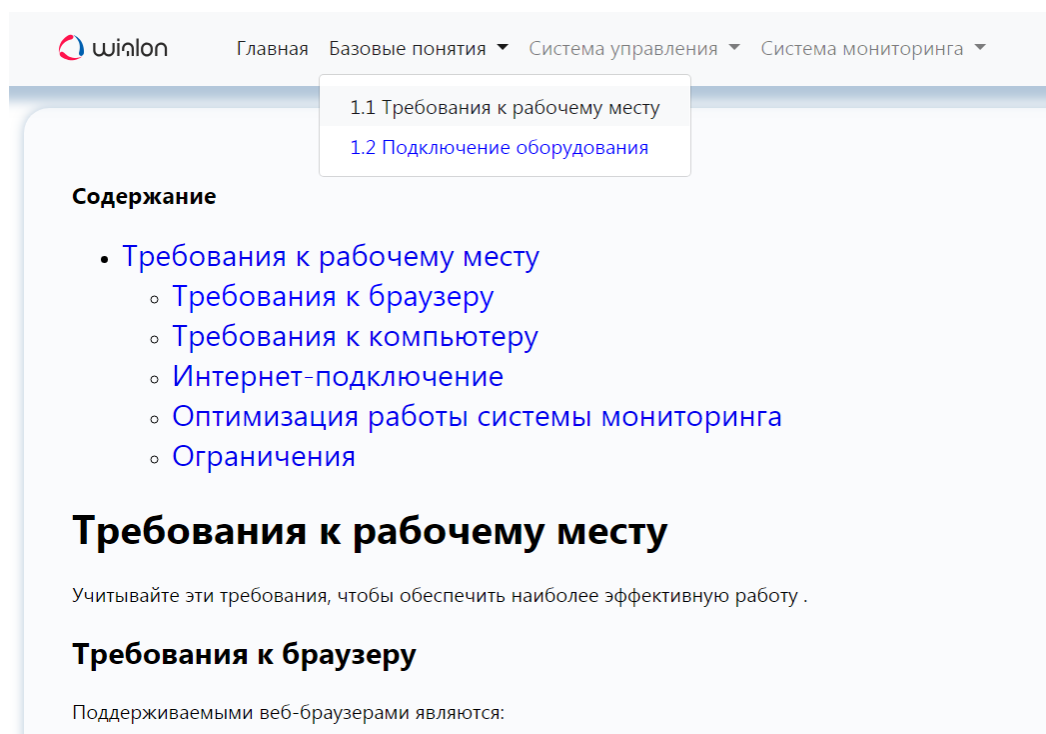 wialon Главная Базовые понятия Система управления Система мониторинга
1.1 Требования к рабочему месту
1.2 Подключение оборудования
Содержание
Требования к рабочему месту
Требования к браузеру
Требования к компьютеру
Интернет-подключение
Оптимизация работы системы мониторинга
Ограничения
Требования к рабочему месту
Учитывайте эти требования, чтобы обеспечить наиболее эффективную работу .
Требования к браузеру
Поддерживаемыми веб-браузерами являются: